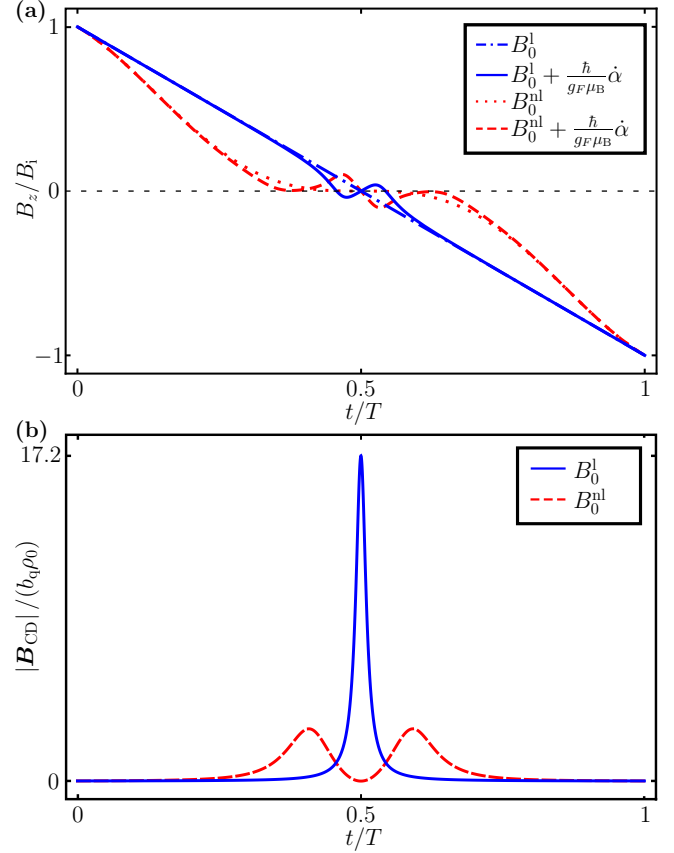 (a)
1
0
−1
B_z/B_i
B_0^l
B_0^l + ħ/(g_F μ_B) α̇
B_0^nl
B_0^nl + ħ/(g_F μ_B) α̇
0
0.5
1
t/T
(b)
17.2
0
|B_CD|/(b_q ρ_0)
B_0^l
B_0^nl
0
0.5
1
t/T